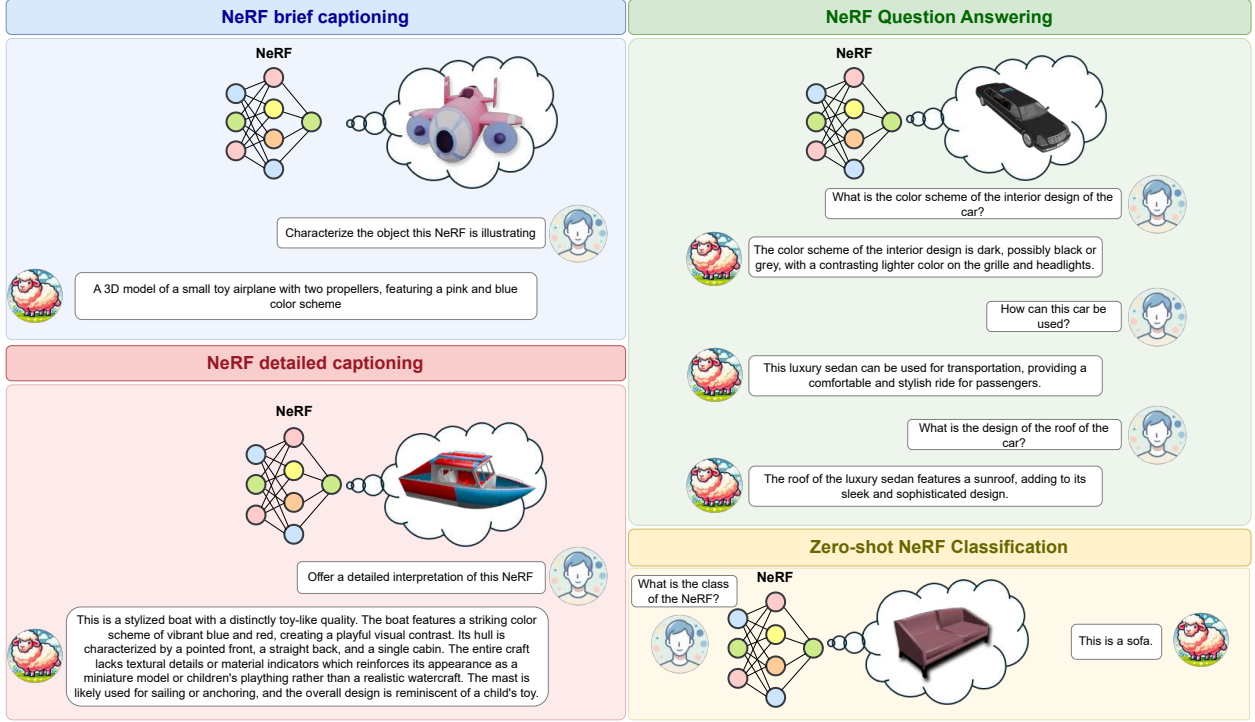 NeRF brief captioning
NeRF
Characterize the object this NeRF is illustrating
A 3D model of a small toy airplane with two propellers, featuring a pink and blue
color scheme
NeRF detailed captioning
NeRF
Offer a detailed interpretation of this NeRF
This is a stylized boat with a distinctly toy-like quality. The boat features a striking color
scheme of vibrant blue and red, creating a playful visual contrast. Its hull is
characterized by a pointed front, a straight back, and a single cabin. The entire craft
lacks textural details or material indicators which reinforces its appearance as a
miniature model or children's plaything rather than a realistic watercraft. The mast is
likely used for sailing or anchoring, and the overall design is reminiscent of a child's toy.
NeRF Question Answering
NeRF
What is the color scheme of the interior design of the
car?
The color scheme of the interior design is dark, possibly black or
grey, with a contrasting lighter color on the grille and headlights.
How can this car be
used?
This luxury sedan can be used for transportation, providing a
comfortable and stylish ride for passengers.
What is the design of the roof of the
car?
The roof of the luxury sedan features a sunroof, adding to its
sleek and sophisticated design.
Zero-shot NeRF Classification
What is the class
of the NeRF?
NeRF
This is a sofa.